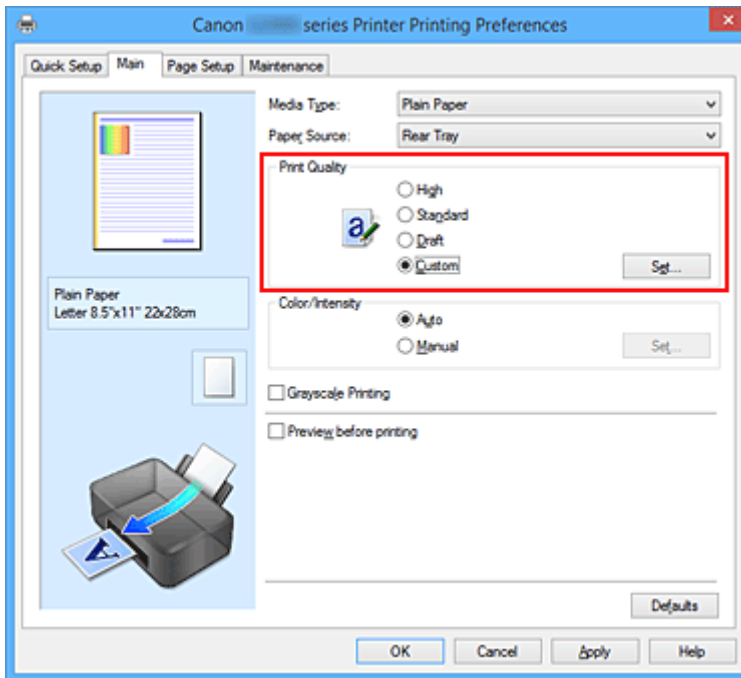 Canon series Printer Printing Preferences
Quick Setup Main Page Setup Maintenance
Media Type: Plain Paper
Paper Source: Rear Tray
Print Quality
High
Standard
Draft
Custom
Set...
Plain Paper
Letter 8.5"x11" 22x28cm
Color/Intensity
Auto
Manual
Set...
Grayscale Printing
Preview before printing
Defaults
OK Cancel Apply Help